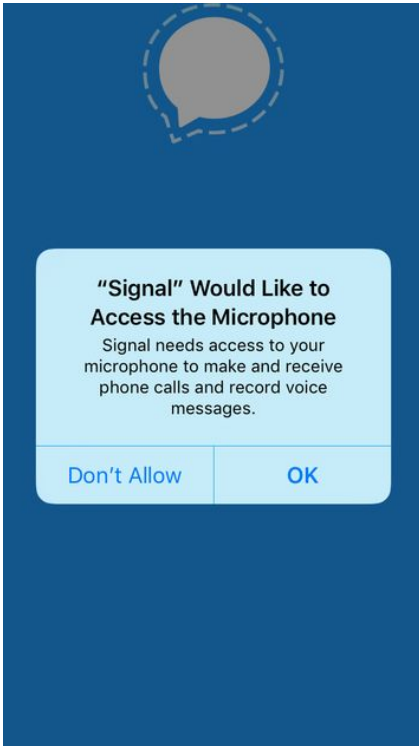 “Signal” Would Like to
Access the Microphone
Signal needs access to your
microphone to make and receive
phone calls and record voice
messages.
Don’t Allow
OK